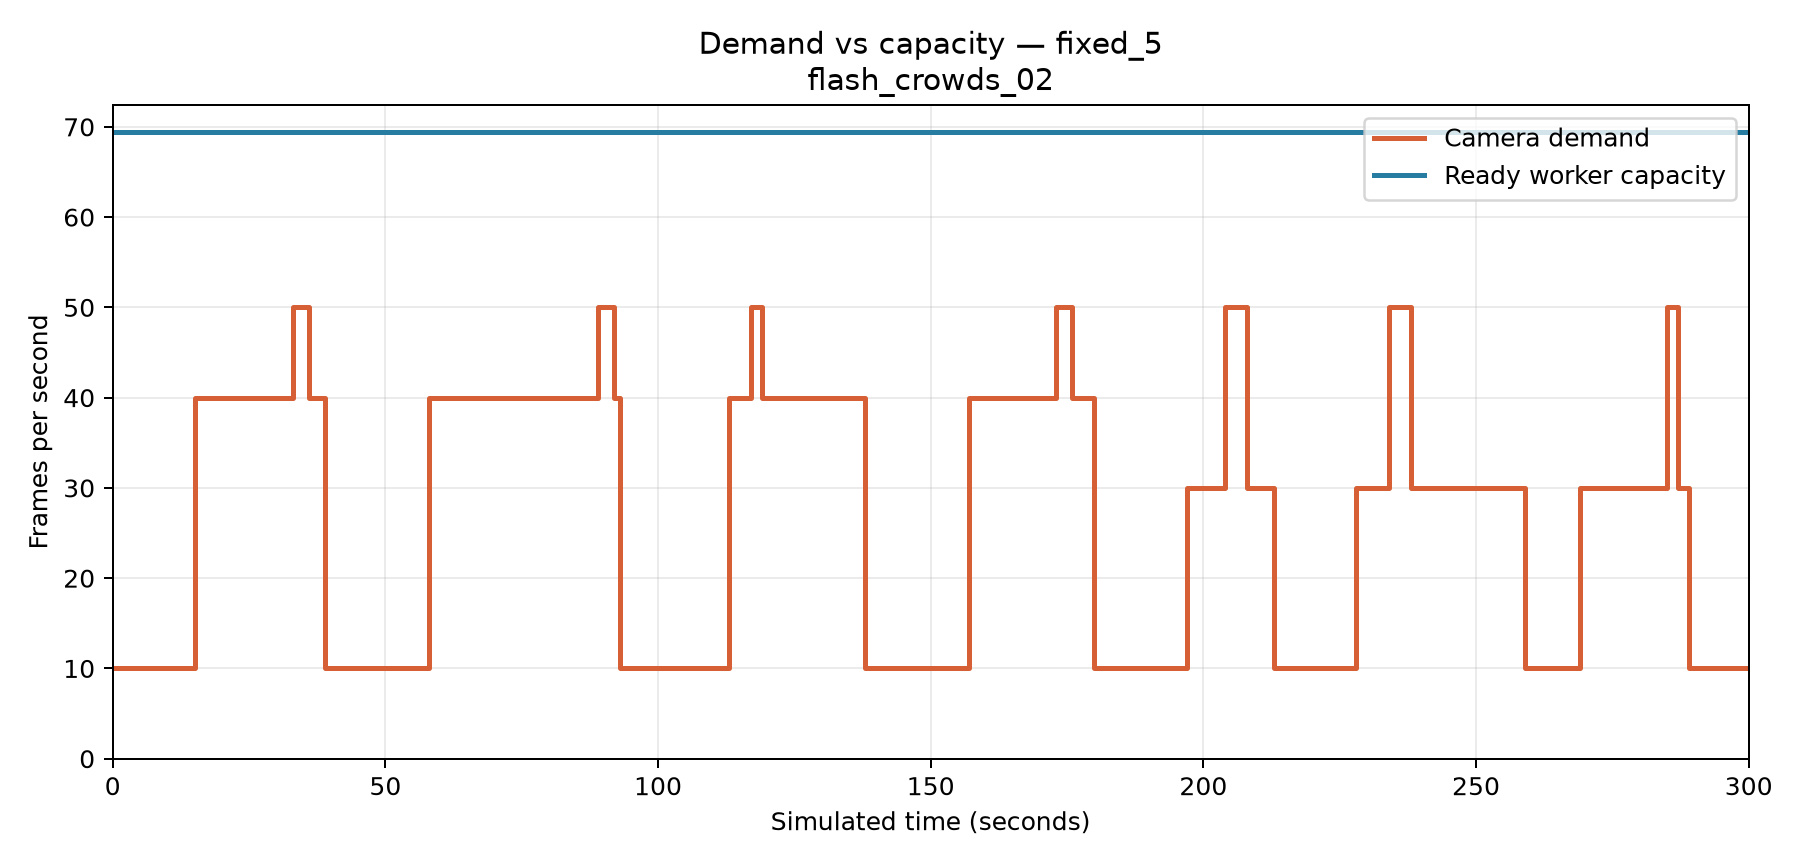 Demand vs capacity — fixed_5
flash_crowds_02
Camera demand
Ready worker capacity
Frames per second
70
60
50
40
30
20
10
0
0 50 100 150 200 250 300
Simulated time (seconds)